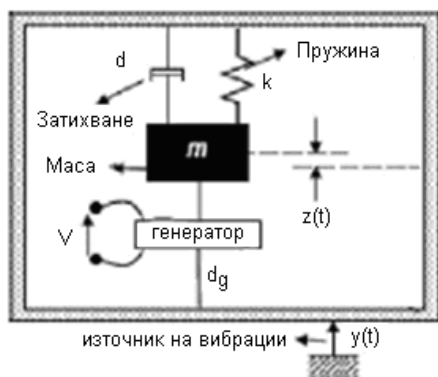 d
Пружина
k
Затихване
m
Маса
z(t)
V
генератор
dg
източник на вибрации
y(t)